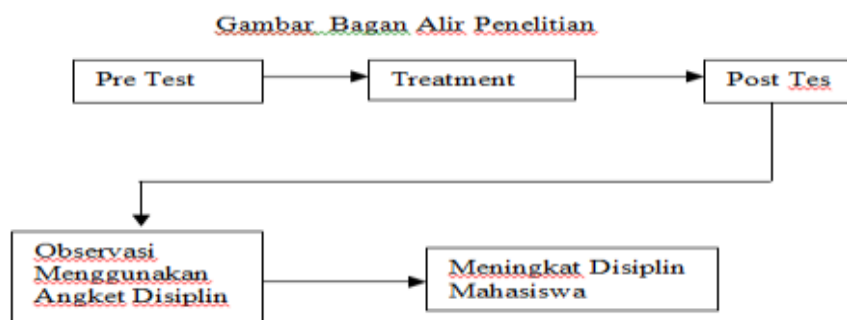 Gambar Bagan Alir Penelitian
Pre Test
Treatment
Post Tes
Observasi
Menggunakan
Angket Disiplin
Meningkat Disiplin
Mahasiswa